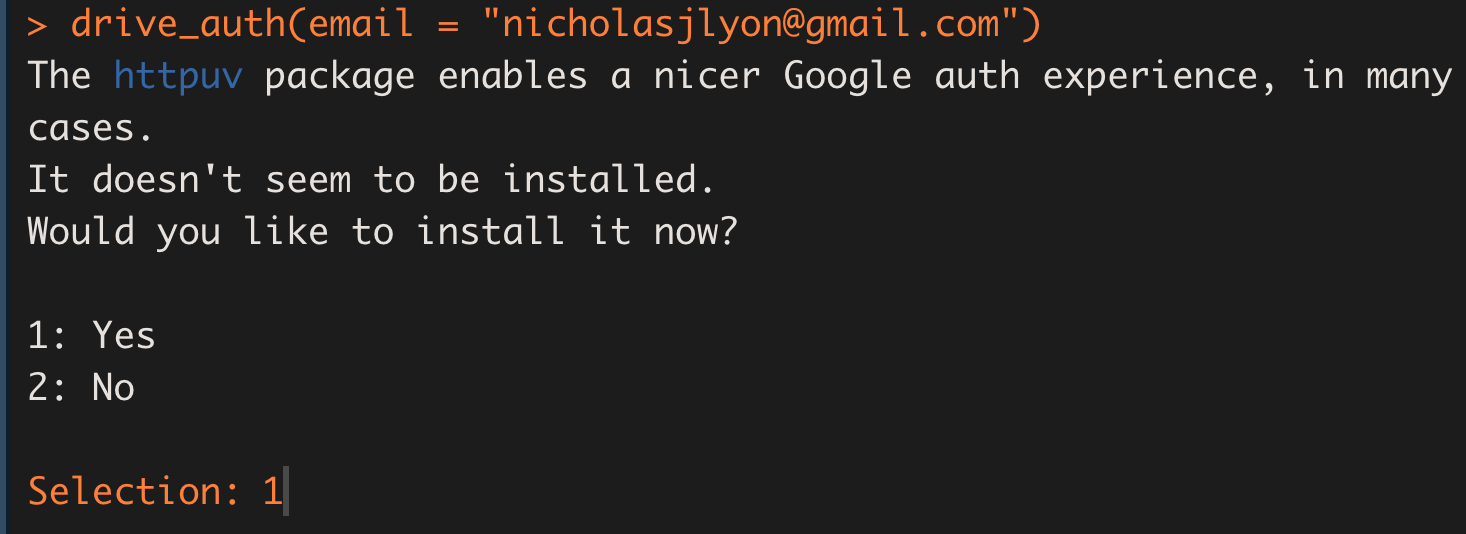 > drive_auth(email = "nicholasjlyon@gmail.com")
The httpuv package enables a nicer Google auth experience, in many
cases.
It doesn't seem to be installed.
Would you like to install it now?
1: Yes
2: No
Selection: 1